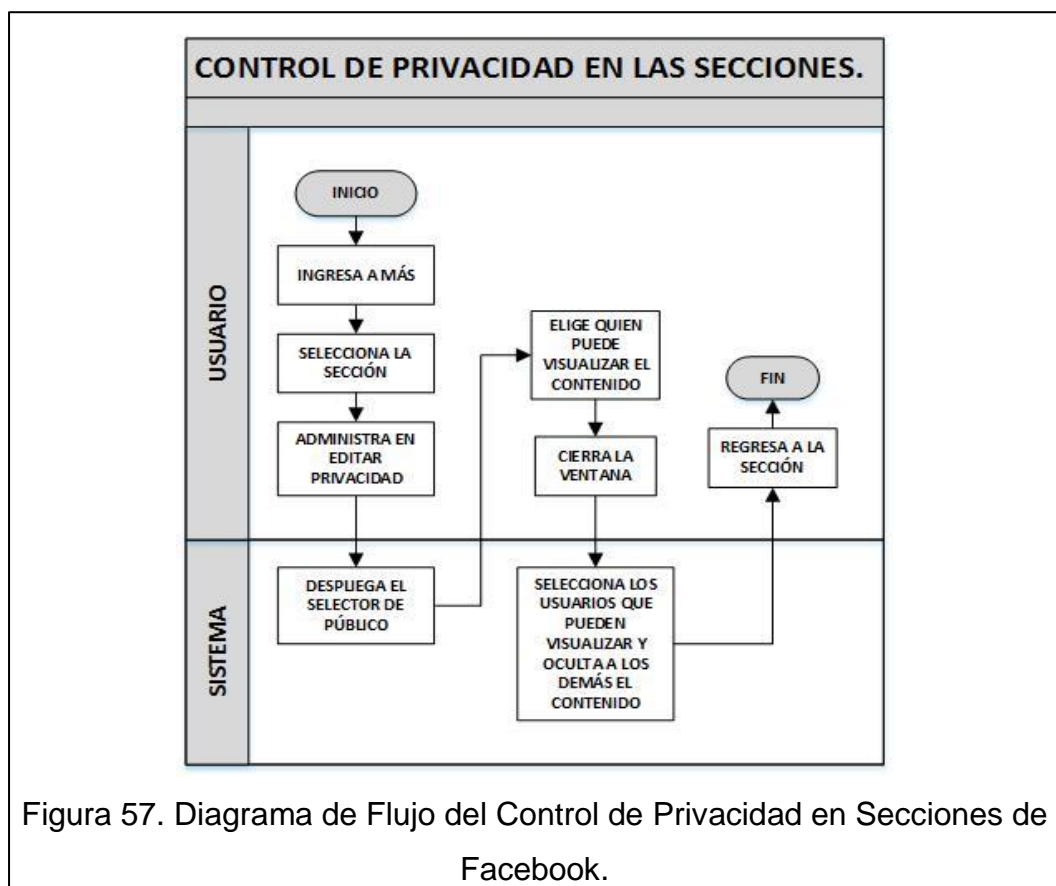 CONTROL DE PRIVACIDAD EN LAS SECCIONES.
USUARIO
INICIO
INGRESA A MÁS
SELECCIONA LA
SECCIÓN
ADMINISTRA EN
EDITAR
PRIVACIDAD
ELIGE QUIEN
PUEDE
VISUALIZAR EL
CONTENIDO
CIERRA LA
VENTANA
FIN
REGRESA A LA
SECCIÓN
SISTEMA
DESPLIEGA EL
SELECTOR DE
PÚBLICO
SELECCIONA LOS
USUARIOS QUE
PUEDEN
VISUALIZAR Y
OCULTA A LOS
DEMÁS EL
CONTENIDO
Figura 57. Diagrama de Flujo del Control de Privacidad en Secciones de
Facebook.